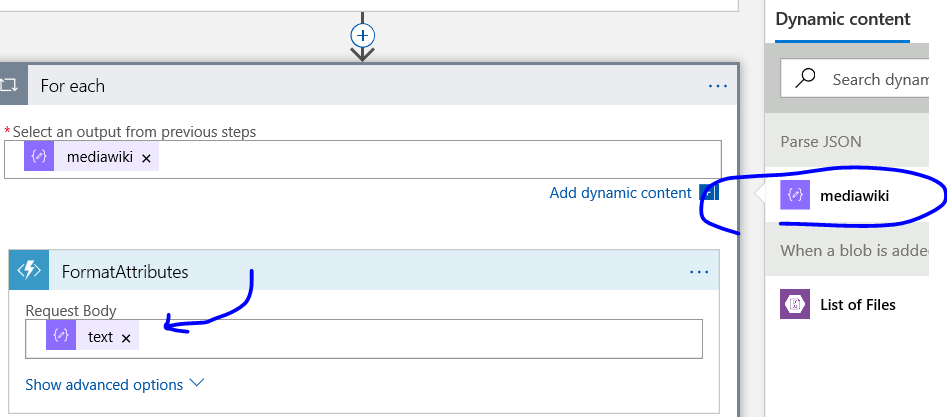 Dynamic content
For each
...
Search dynam
* Select an output from previous steps
mediawiki ×
Parse JSON
Add dynamic content
mediawiki
When a blob is adde
FormatAttributes
...
List of Files
Request Body
text ×
Show advanced options